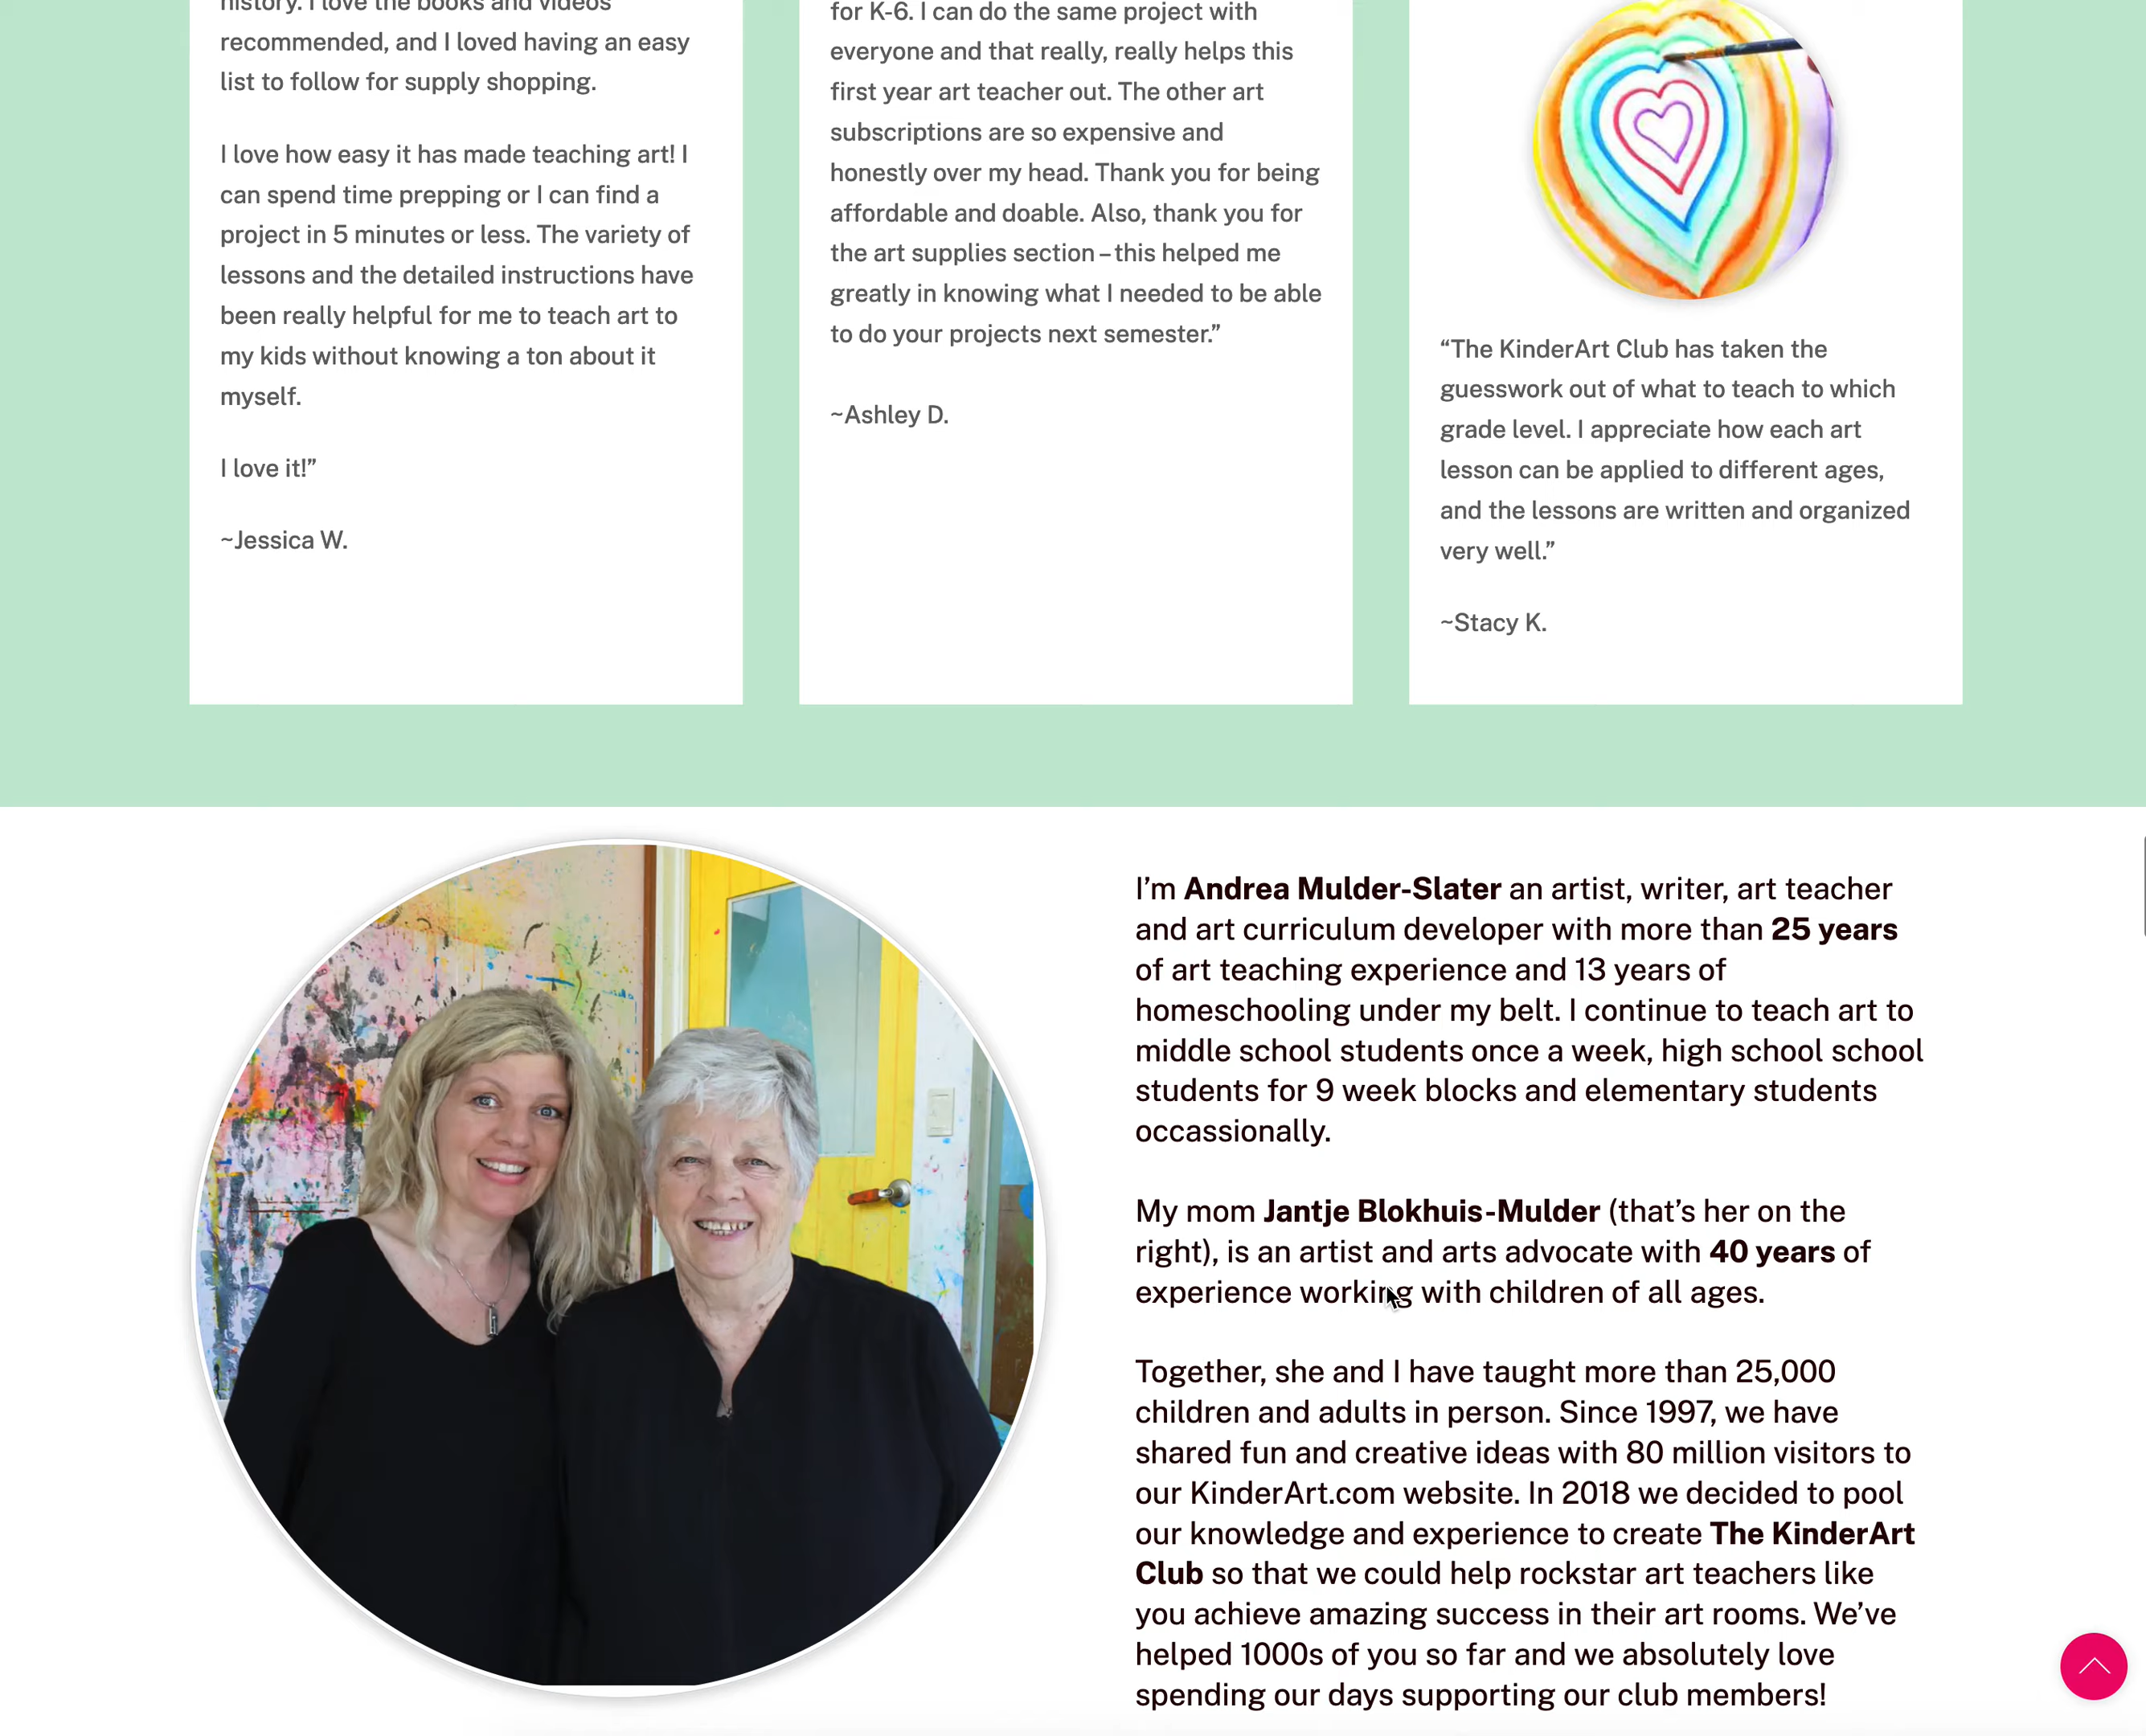 history. I love the books and videos
recommended, and I loved having an easy
list to follow for supply shopping.
I love how easy it has made teaching art! I
can spend time prepping or I can find a
project in 5 minutes or less. The variety of
lessons and the detailed instructions have
been really helpful for me to teach art to
my kids without knowing a ton about it
myself.
I love it!”
~Jessica W.
for K-6. I can do the same project with
everyone and that really, really helps this
first year art teacher out. The other art
subscriptions are so expensive and
honestly over my head. Thank you for being
affordable and doable. Also, thank you for
the art supplies section – this helped me
greatly in knowing what I needed to be able
to do your projects next semester.”
~Ashley D.
“The KinderArt Club has taken the
guesswork out of what to teach to which
grade level. I appreciate how each art
lesson can be applied to different ages,
and the lessons are written and organized
very well.”
~Stacy K.
I’m Andrea Mulder-Slater an artist, writer, art teacher
and art curriculum developer with more than 25 years
of art teaching experience and 13 years of
homeschooling under my belt. I continue to teach art to
middle school students once a week, high school school
students for 9 week blocks and elementary students
occassionally.
My mom Jantje Blokhuis-Mulder (that’s her on the
right), is an artist and arts advocate with 40 years of
experience working with children of all ages.
Together, she and I have taught more than 25,000
children and adults in person. Since 1997, we have
shared fun and creative ideas with 80 million visitors to
our KinderArt.com website. In 2018 we decided to pool
our knowledge and experience to create The KinderArt
Club so that we could help rockstar art teachers like
you achieve amazing success in their art rooms. We’ve
helped 1000s of you so far and we absolutely love
spending our days supporting our club members!